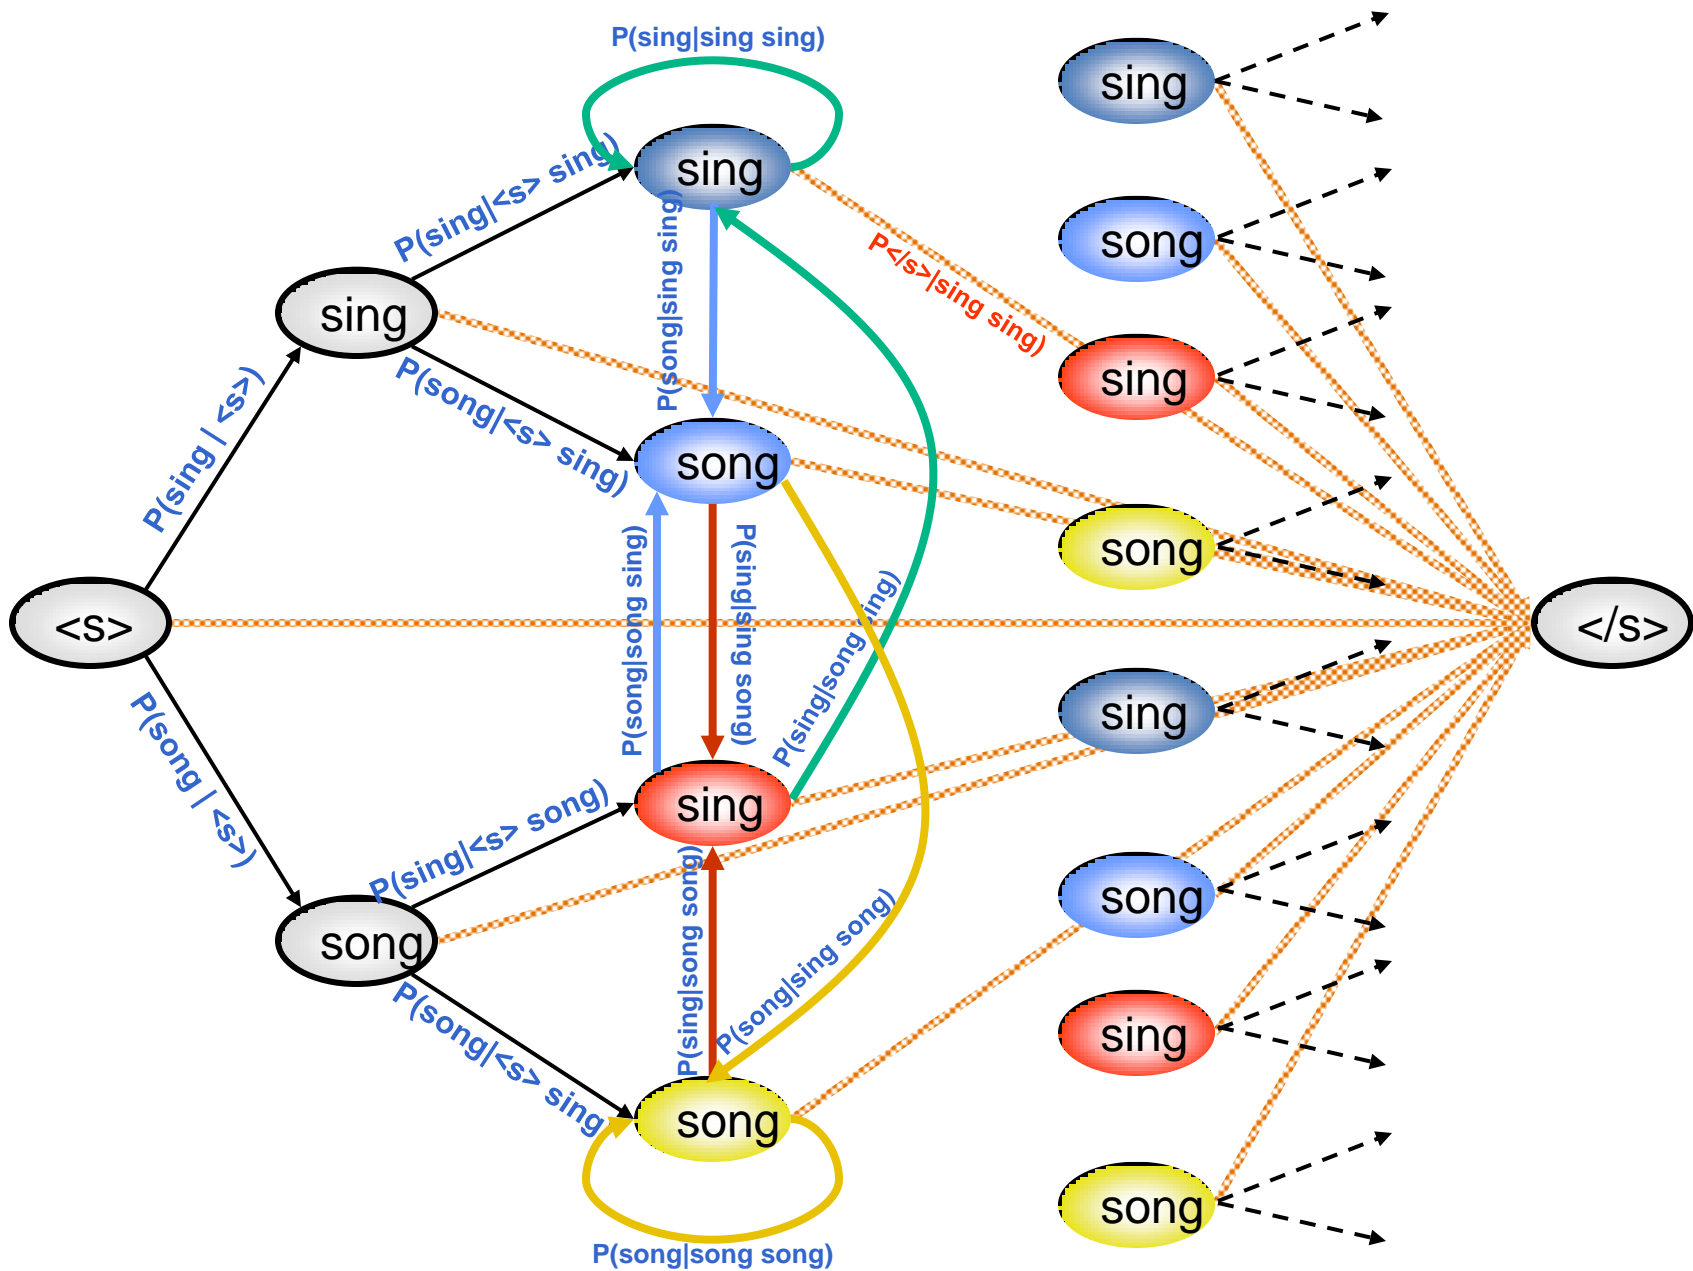 P(sing|sing sing)
sing
sing
P(sing|<s> sing)
P(song|sing sing)
P</s>|sing sing)
song
sing
P(sing | <s>)
P(song|<s> sing)
sing
song
song
<s>
P(song|song sing)
P(sing|sing song)
P(sing|song sing)
</s>
sing
P(song | <s>)
P(sing|<s> song)
sing
song
song
P(song|<s> sing
P(sing|song song)
P(song|sing song)
sing
song
song
P(song|song song)